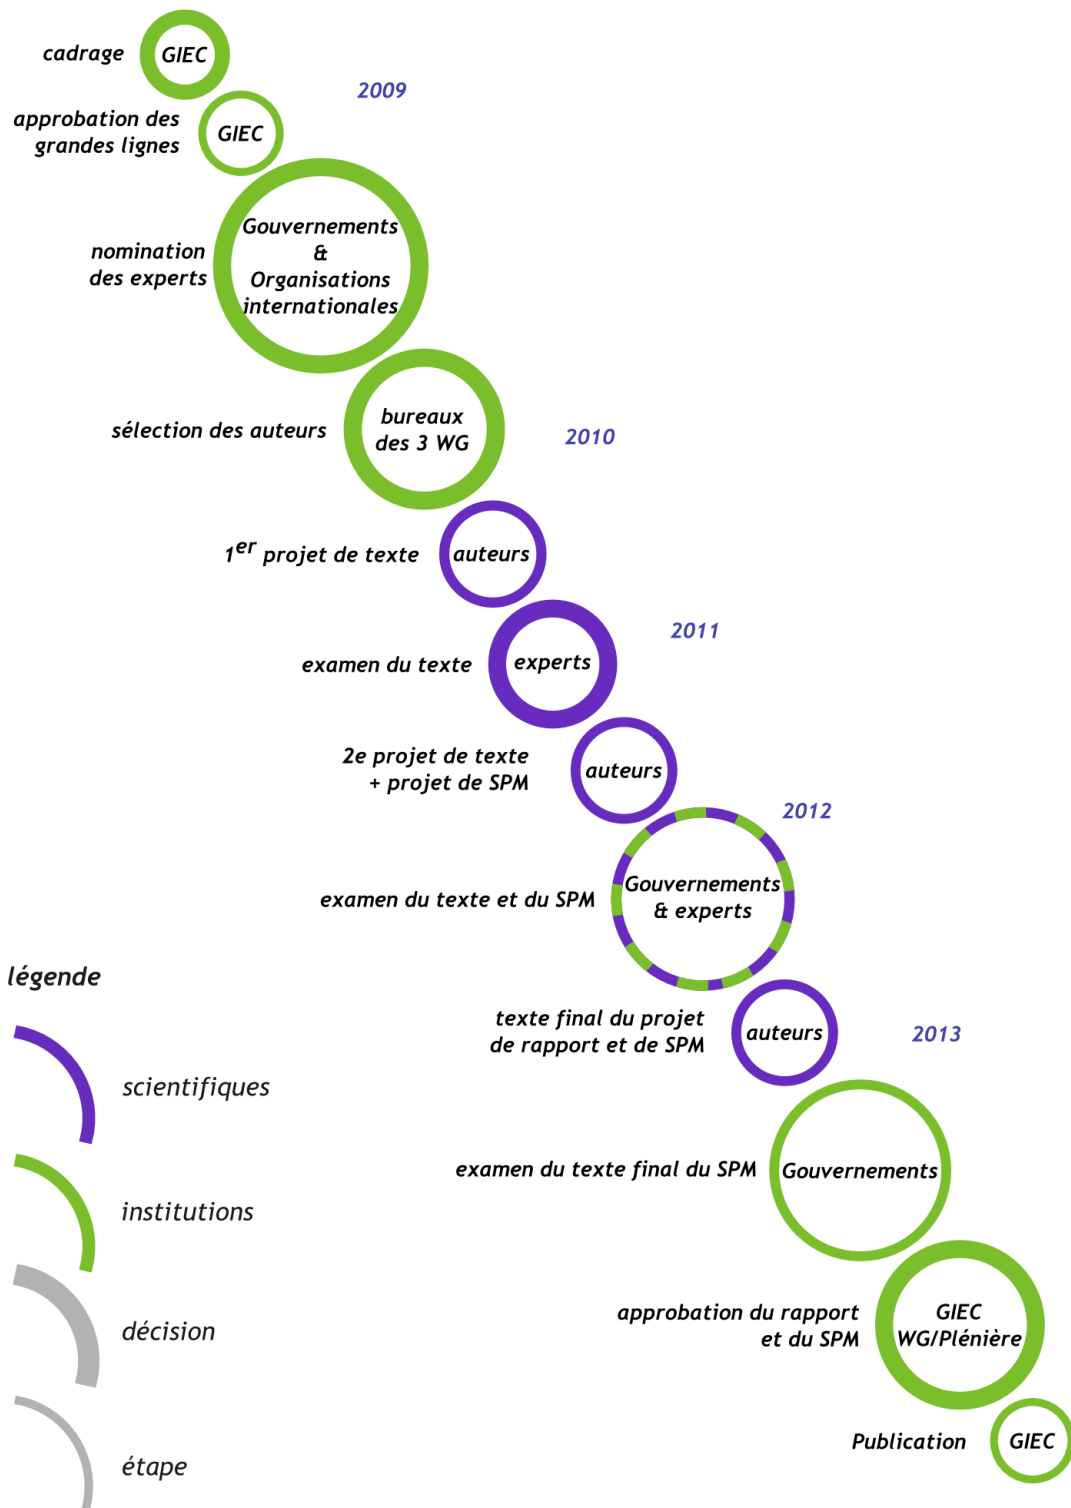 cadrage
GIEC
2009
approbation des
grandes lignes
GIEC
nomination
des experts
Gouvernements
&
Organisations
internationales
sélection des auteurs
bureaux
des 3 WG
2010
1er projet de texte
auteurs
2011
examen du texte
experts
2e projet de texte
+ projet de SPM
auteurs
2012
examen du texte et du SPM
Gouvernements
& experts
texte final du projet
de rapport et de SPM
auteurs
2013
examen du texte final du SPM
Gouvernements
approbation du rapport
et du SPM
GIEC
WG/Plénière
Publication
GIEC
légende
scientifiques
institutions
décision
étape